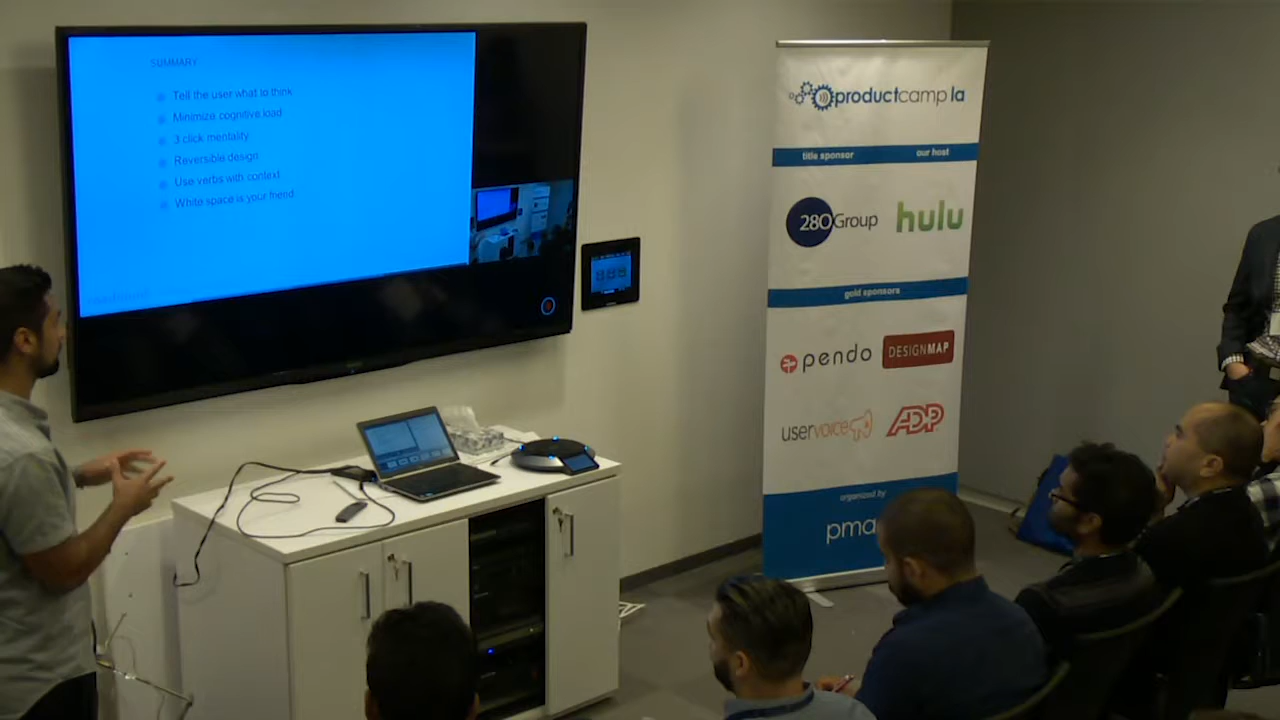 SUMMARY
Tell the user what to think
Minimize cognitive load
3 click mentality
Reversible design
Use verbs with context
White space is your friend
productcamp la
title sponsor
our host
280Group
hulu
gold sponsors
pendo
DESIGNMAP
uservoice
ADP
organized by
pma